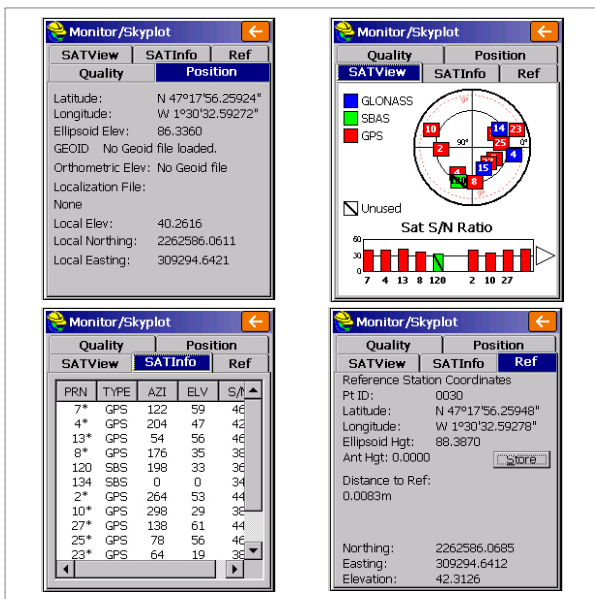 Monitor/Skyplot
SATView SATInfo Ref
Quality Position
Latitude: N 47°17'56.25924"
Longitude: W 1°30'32.59272"
Ellipsoid Elev: 86.3360
GEOID No Geoid file loaded.
Orthometric Elev: No Geoid file
Localization File:
None
Local Elev: 40.2616
Local Northing: 2262586.0611
Local Easting: 309294.6421
Monitor/Skyplot
Quality Position
SATView SATInfo Ref
GLONASS
SBAS
GPS
9°
10
14 23
2
90°
25
0°
4
15
4
8
9°
Unused
Sat S/N Ratio
60
30
0
7 4 13 8 120 2 10 27
Monitor/Skyplot
Quality Position
SATView SATInfo Ref
PRN TYPE AZI ELV S/N
7* GPS 122 59 46
4* GPS 204 47 42
13* GPS 54 56 46
8* GPS 176 35 38
120 SBS 198 33 36
134 SBS 0 0 34
2* GPS 264 53 44
10* GPS 298 29 38
27* GPS 138 61 44
25* GPS 78 56 46
23* GPS 64 19 38
Monitor/Skyplot
Quality Position
SATView SATInfo Ref
Reference Station Coordinates
Pt ID: 0030
Latitude: N 47°17'56.25948"
Longitude: W 1°30'32.59278"
Ellipsoid Hgt: 88.3870
Ant Hgt: 0.0000 Store
Distance to Ref:
0.0083m
Northing: 2262586.0685
Easting: 309294.6412
Elevation: 42.3126